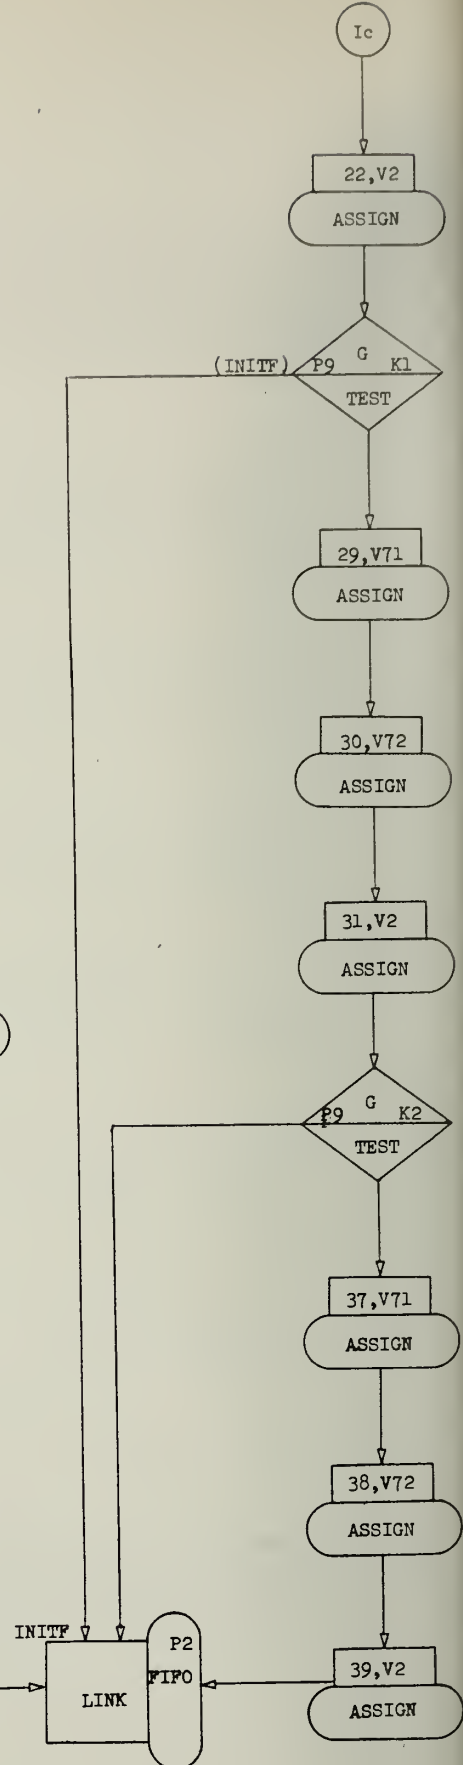 Ic
22,V2
ASSIGN
(INITF) P9 G K1
TEST
29,V71
ASSIGN
30,V72
ASSIGN
31,V2
ASSIGN
P9 G K2
TEST
37,V71
ASSIGN
38,V72
ASSIGN
INITF
P2
FIFO
LINK
39,V2
ASSIGN